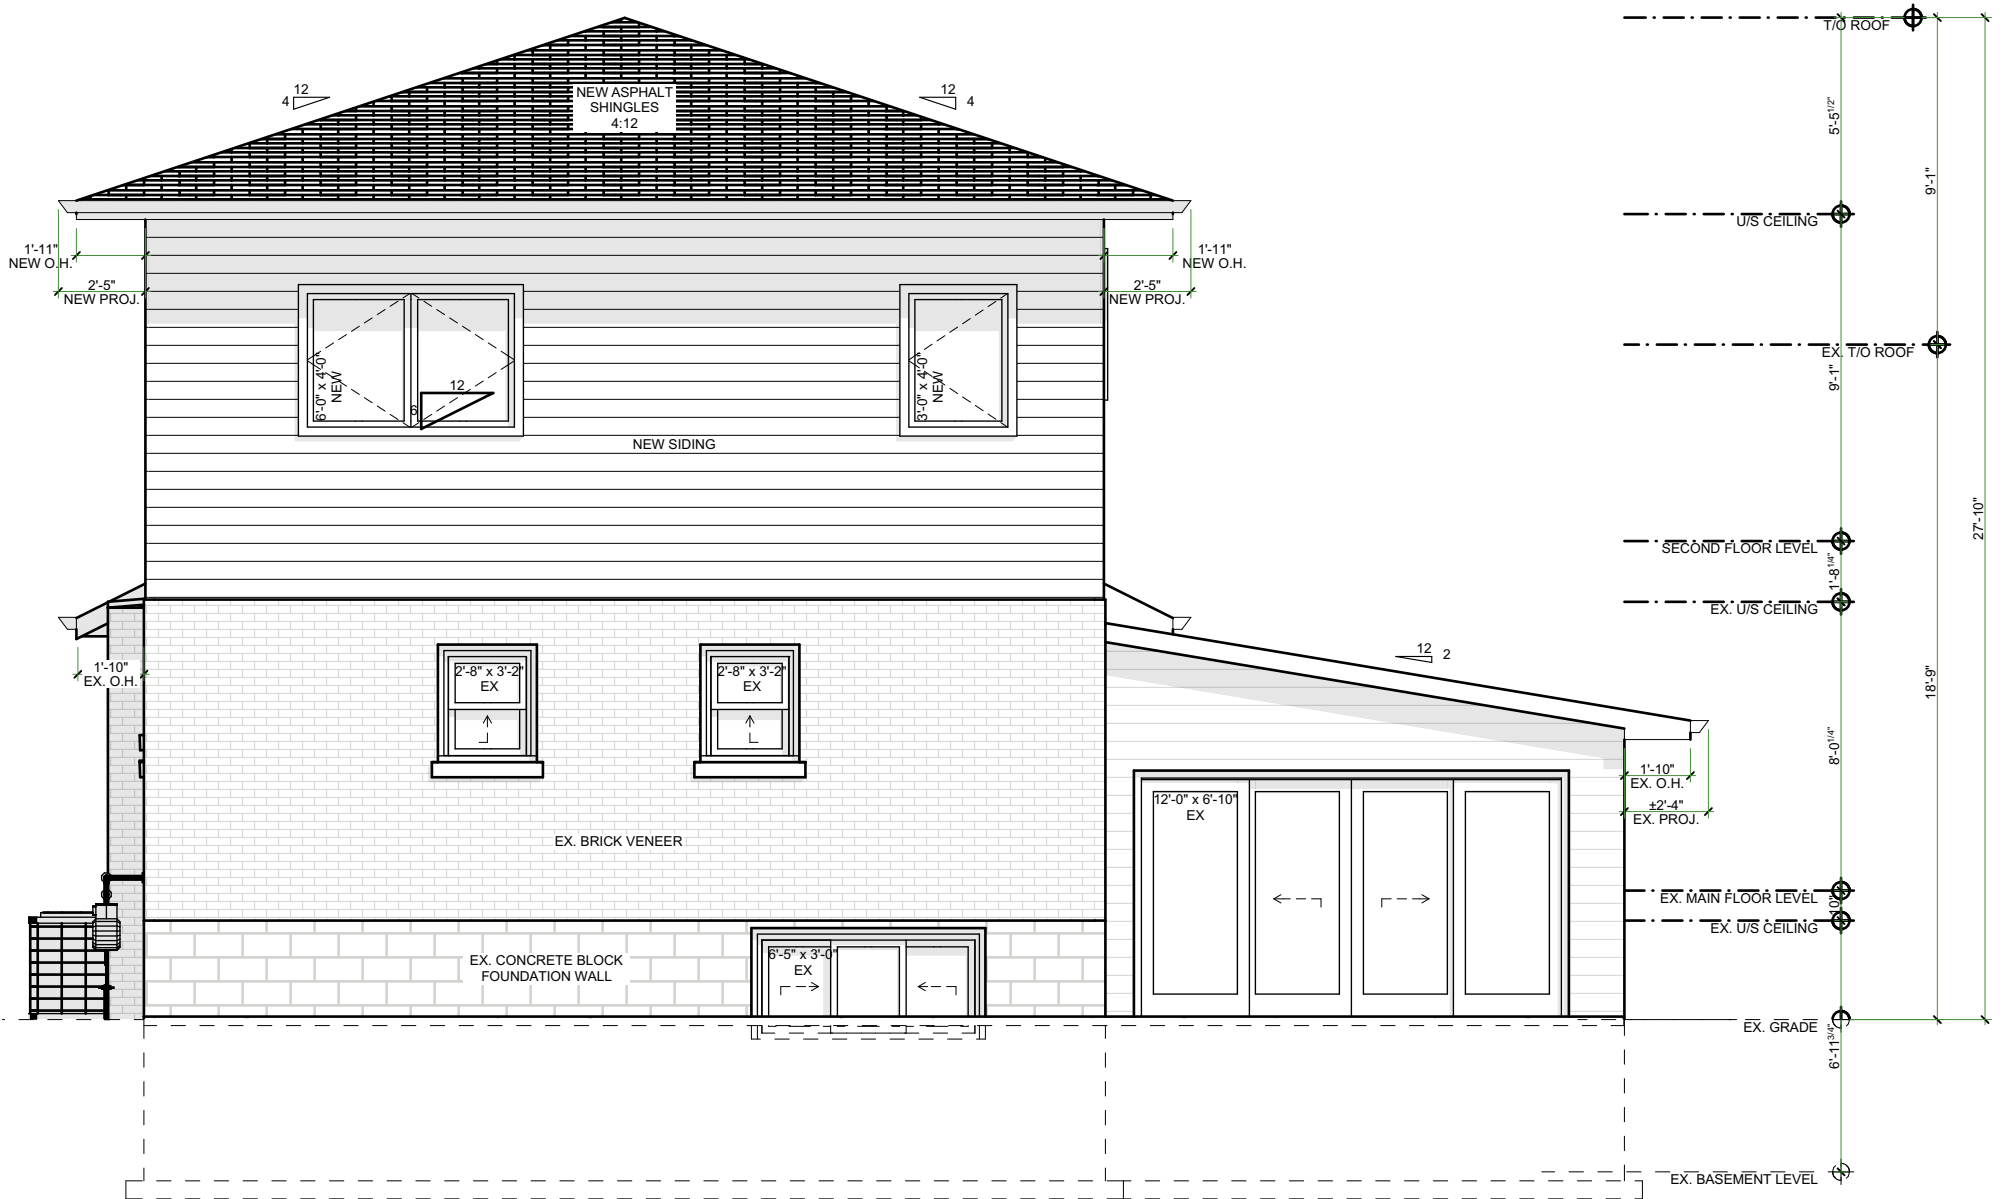 T/O ROOF
12
4
NEW ASPHALT
SHINGLES
4:12
12
4
5'-5 1/2"
9'-1"
U/S CEILING
1'-11"
NEW O.H.
2'-5"
NEW PROJ.
1'-11"
NEW O.H.
2'-5"
NEW PROJ.
6'-0" x 4'-0"
NEW
12
6
3'-0" x 4'-0"
NEW
EX. T/O ROOF
9'-1"
NEW SIDING
27'-10"
SECOND FLOOR LEVEL
1'-8 1/4"
EX. U/S CEILING
1'-10"
EX. O.H.
2'-8" x 3'-2"
EX
2'-8" x 3'-2"
EX
12
2
18'-9"
8'-0 1/4"
1'-10"
EX. O.H.
±2'-4"
EX. PROJ.
12'-0" x 6'-10"
EX
EX. BRICK VENEER
EX. MAIN FLOOR LEVEL
10"
EX. U/S CEILING
EX. CONCRETE BLOCK
FOUNDATION WALL
6'-5" x 3'-0"
EX
EX. GRADE
6'-11 3/4"
EX. BASEMENT LEVEL